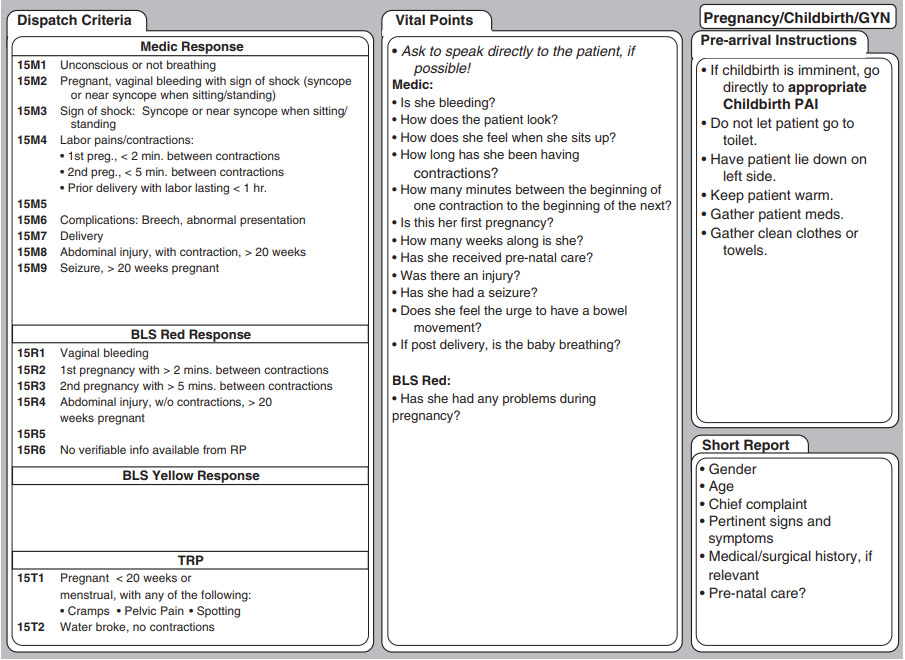 Dispatch Criteria
Medic Response
15M1 Unconscious or not breathing
15M2 Pregnant, vaginal bleeding with sign of shock (syncope
or near syncope when sitting/standing)
15M3 Sign of shock: Syncope or near syncope when sitting/
standing
15M4 Labor pains/contractions:
• 1st preg., < 2 min. between contractions
• 2nd preg., < 5 min. between contractions
• Prior delivery with labor lasting < 1 hr.
15M5
15M6 Complications: Breech, abnormal presentation
15M7 Delivery
15M8 Abdominal injury, with contraction, > 20 weeks
15M9 Seizure, > 20 weeks pregnant
BLS Red Response
15R1 Vaginal bleeding
15R2 1st pregnancy with > 2 mins. between contractions
15R3 2nd pregnancy with > 5 mins. between contractions
15R4 Abdominal injury, w/o contractions, > 20
weeks pregnant
15R5
15R6 No verifiable info available from RP
BLS Yellow Response
TRP
15T1 Pregnant < 20 weeks or
menstrual, with any of the following:
• Cramps • Pelvic Pain • Spotting
15T2 Water broke, no contractions
Vital Points
• Ask to speak directly to the patient, if
possible!
Medic:
• Is she bleeding?
• How does the patient look?
• How does she feel when she sits up?
• How long has she been having
contractions?
• How many minutes between the beginning of
one contraction to the beginning of the next?
• Is this her first pregnancy?
• How many weeks along is she?
• Has she received pre-natal care?
• Was there an injury?
• Has she had a seizure?
• Does she feel the urge to have a bowel
movement?
• If post delivery, is the baby breathing?
BLS Red:
• Has she had any problems during
pregnancy?
Pregnancy/Childbirth/GYN
Pre-arrival Instructions
• If childbirth is imminent, go
directly to appropriate
Childbirth PAI
• Do not let patient go to
toilet.
• Have patient lie down on
left side.
• Keep patient warm.
• Gather patient meds.
• Gather clean clothes or
towels.
Short Report
• Gender
• Age
• Chief complaint
• Pertinent signs and
symptoms
• Medical/surgical history, if
relevant
• Pre-natal care?